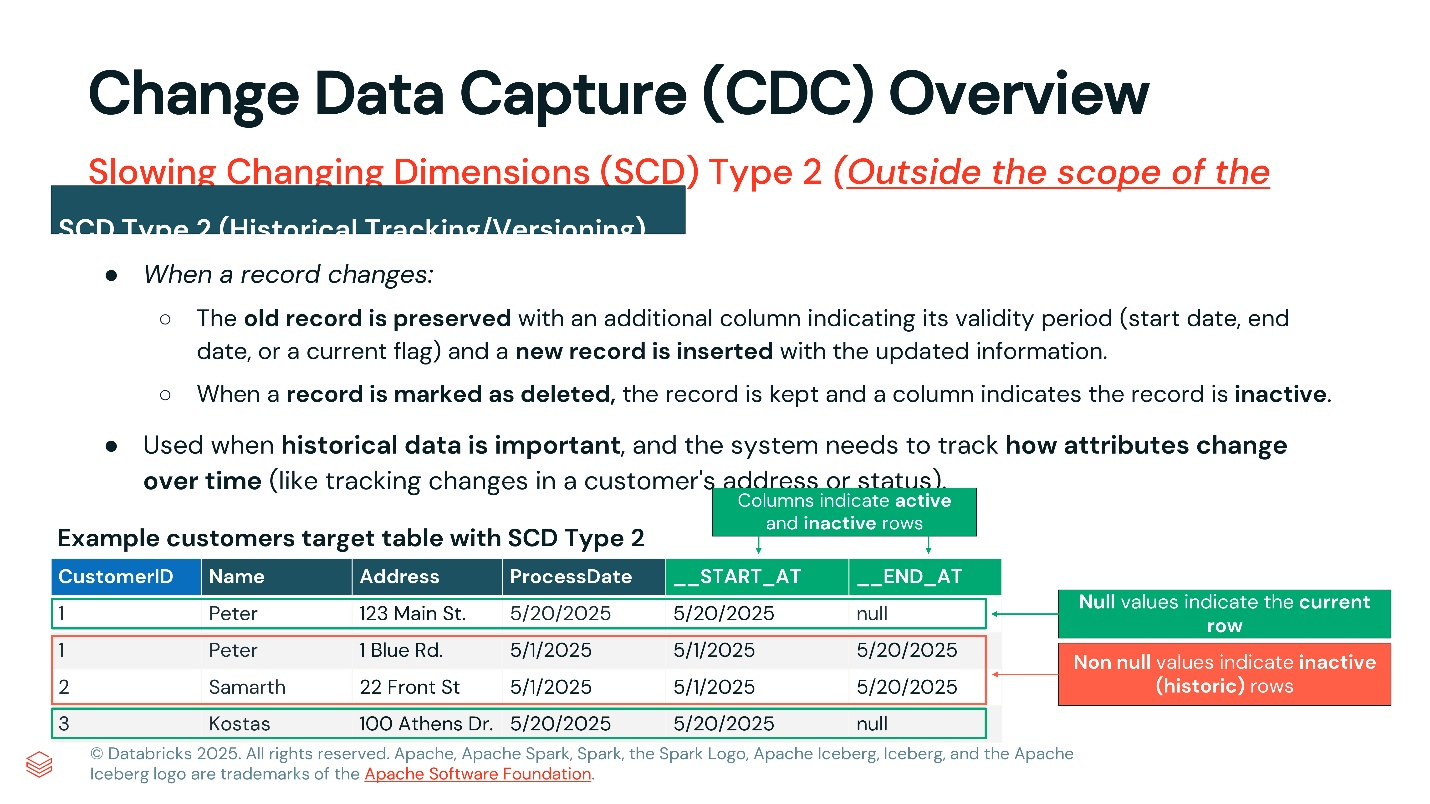 Change Data Capture (CDC) Overview
Slowing Changing Dimensions (SCD) Type 2 (Outside the scope of the
SCD Type 2 (Historical Tracking/Versioning)
● When a record changes:
○ The old record is preserved with an additional column indicating its validity period (start date, end
date, or a current flag) and a new record is inserted with the updated information.
○ When a record is marked as deleted, the record is kept and a column indicates the record is inactive.
● Used when historical data is important, and the system needs to track how attributes change
over time (like tracking changes in a customer's address or status).
Columns indicate active
and inactive rows
Example customers target table with SCD Type 2
CustomerID Name Address ProcessDate __START_AT __END_AT
1 Peter 123 Main St. 5/20/2025 5/20/2025 null
1 Peter 1 Blue Rd. 5/1/2025 5/1/2025 5/20/2025
2 Samarth 22 Front St 5/1/2025 5/1/2025 5/20/2025
3 Kostas 100 Athens Dr. 5/20/2025 5/20/2025 null
Null values indicate the current
row
Non null values indicate inactive
(historic) rows
© Databricks 2025. All rights reserved. Apache, Apache Spark, Spark, the Spark Logo, Apache Iceberg, Iceberg, and the Apache
Iceberg logo are trademarks of the Apache Software Foundation.